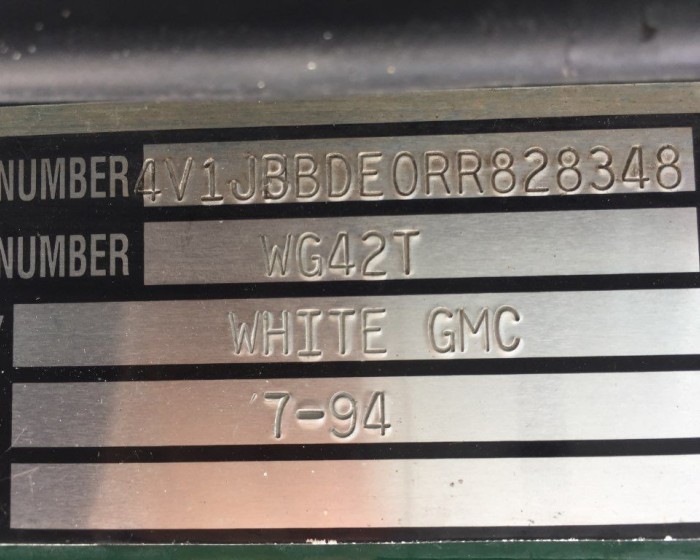 NUMBER 4V1JBBDE0RR828348
NUMBER WG42T
WHITE GMC
7-94